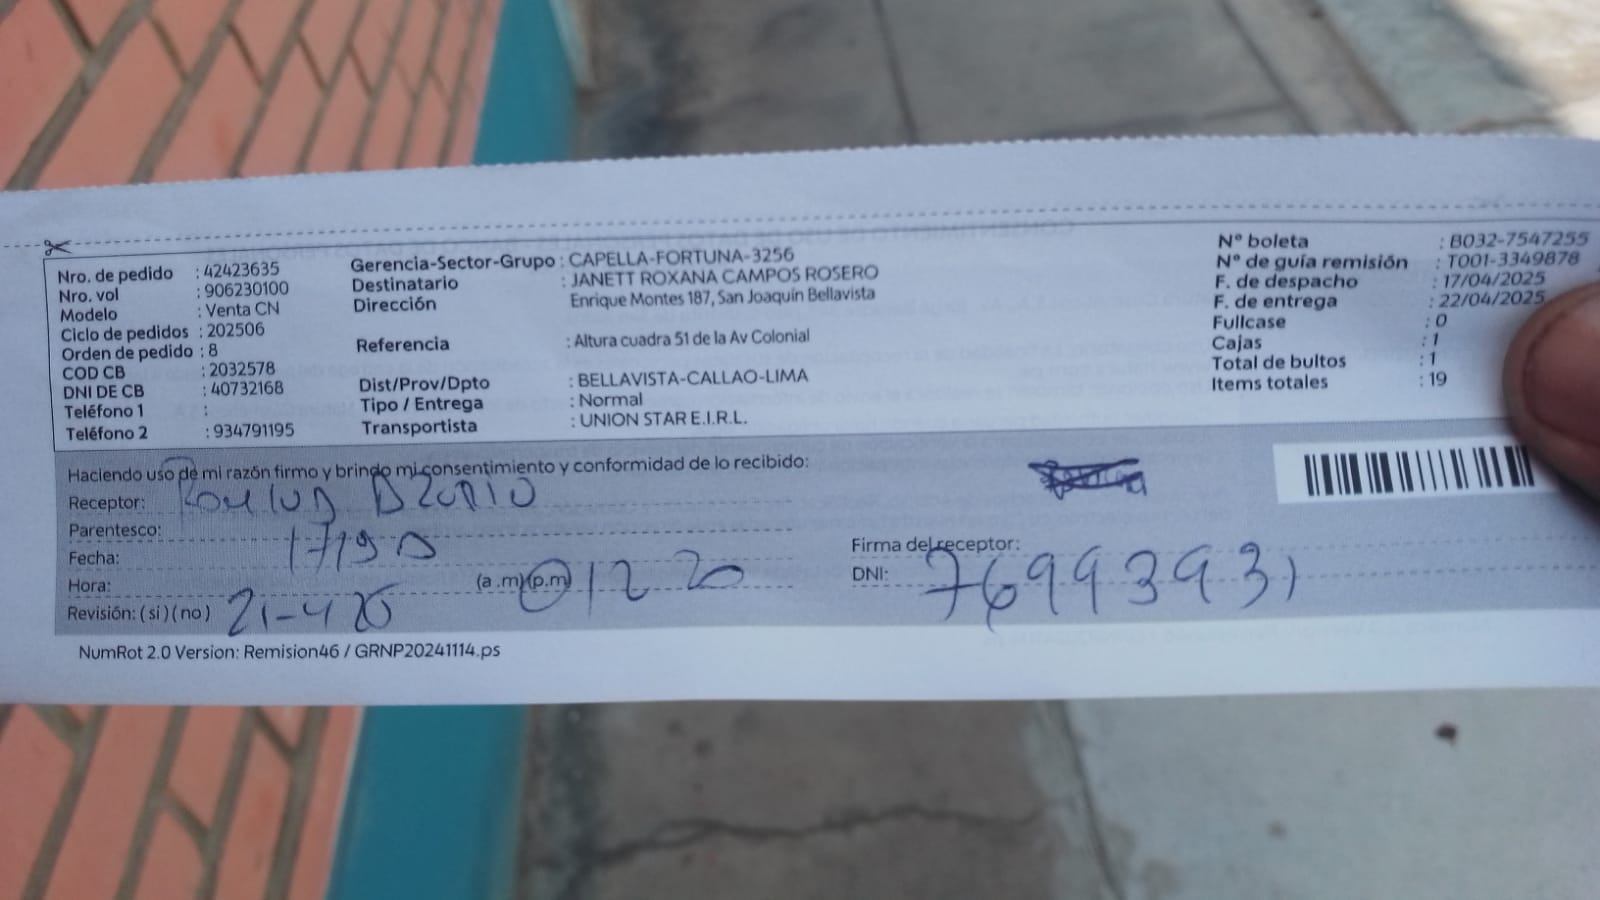 Nro. de pedido : 42423635
Nro. vol : 906230100
Modelo : Venta CN
Ciclo de pedidos : 202506
Orden de pedido : 8
COD CB : 2032578
DNI DE CB : 40732168
Teléfono 1 :
Teléfono 2 : 934791195
Gerencia-Sector-Grupo : CAPELLA-FORTUNA-3256
Destinatario : JANETT ROXANA CAMPOS ROSERO
Dirección Enrique Montes 187, San Joaquin Bellavista
Referencia : Altura cuadra 51 de la Av Colonial
Dist/Prov/Dpto : BELLAVISTA-CALLAO-LIMA
Tipo / Entrega : Normal
Transportista : UNION STAR E.I.R.L.
N° boleta : B032-7547255
N° de guía remisión : T001-3349878
F. de despacho : 17/04/2025
F. de entrega : 22/04/2025
Fullcase : 0
Cajas : 1
Total de bultos : 1
Items totales : 19
Haciendo uso de mi razón firmo y brindo mi consentimiento y conformidad de lo recibido:
Receptor:
Parentesco:
Fecha:
Hora: (a .m)(p.m)
Revisión: ( si ) ( no )
Firma del receptor:
DNI: 76993931
NumRot 2.0 Version: Remision46 / GRNP20241114.ps